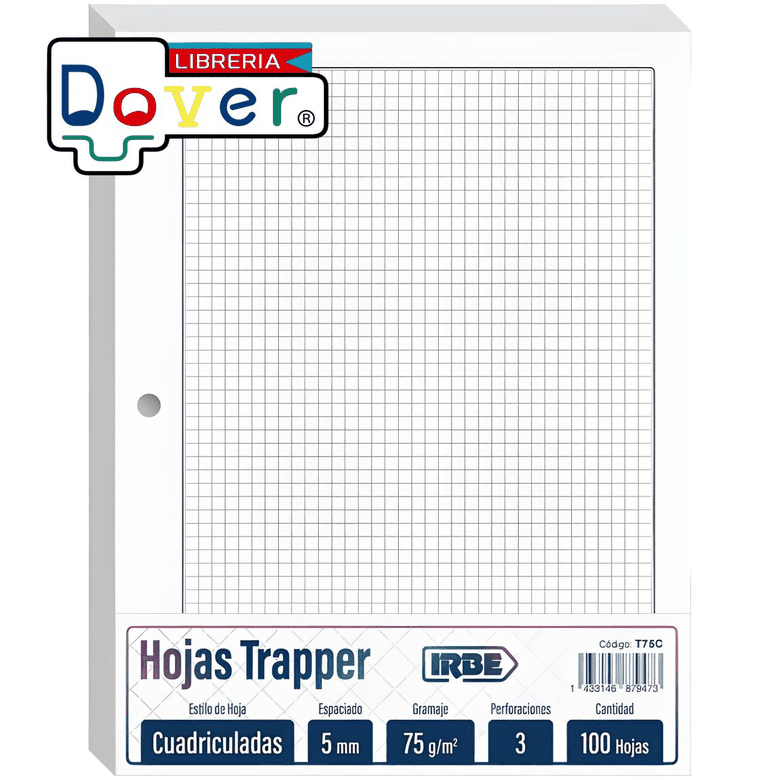 LIBRERIA
Dover®
Hojas Trapper
IRBE
Código: T75C
1 433146 879473
Estilo de Hoja
Espaciado
Gramaje
Perforaciones
Cantidad
Cuadriculadas
5 mm
75 g/m²
3
100 Hojas